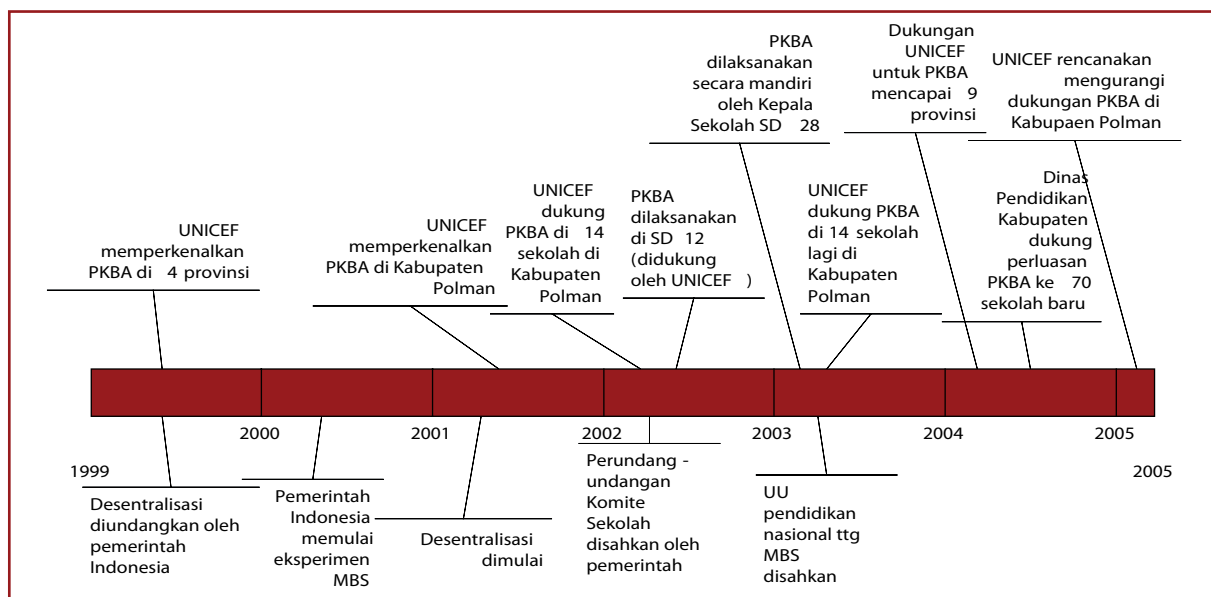 UNICEF
memperkenalkan
PKBA di 4 provinsi
UNICEF
memperkenalkan
PKBA di Kabupaten
Polman
UNICEF
dukung
PKBA di 14
sekolah di
Kabupaten
Polman
PKBA
dilaksanakan
di SD 12
(didukung
oleh UNICEF )
PKBA
dilaksanakan
secara mandiri
oleh Kepala
Sekolah SD 28
UNICEF
dukung PKBA
di 14 sekolah
lagi di
Kabupaten
Polman
Dukungan
UNICEF
untuk PKBA
mencapai 9
provinsi
Dinas
Pendidikan
Kabupaten
dukung
perluasan
PKBA ke 70
sekolah baru
UNICEF rencanakan
mengurangi
dukungan PKBA di
Kabupaen Polman
1999
2000
2001
2002
2003
2004
2005
2005
Desentralisasi
diundangkan oleh
pemerintah
Indonesia
Pemerintah
Indonesia
memulai
eksperimen
MBS
Desentralisasi
dimulai
Perundang -
undangan
Komite
Sekolah
disahkan oleh
pemerintah
UU
pendidikan
nasional ttg
MBS
disahkan